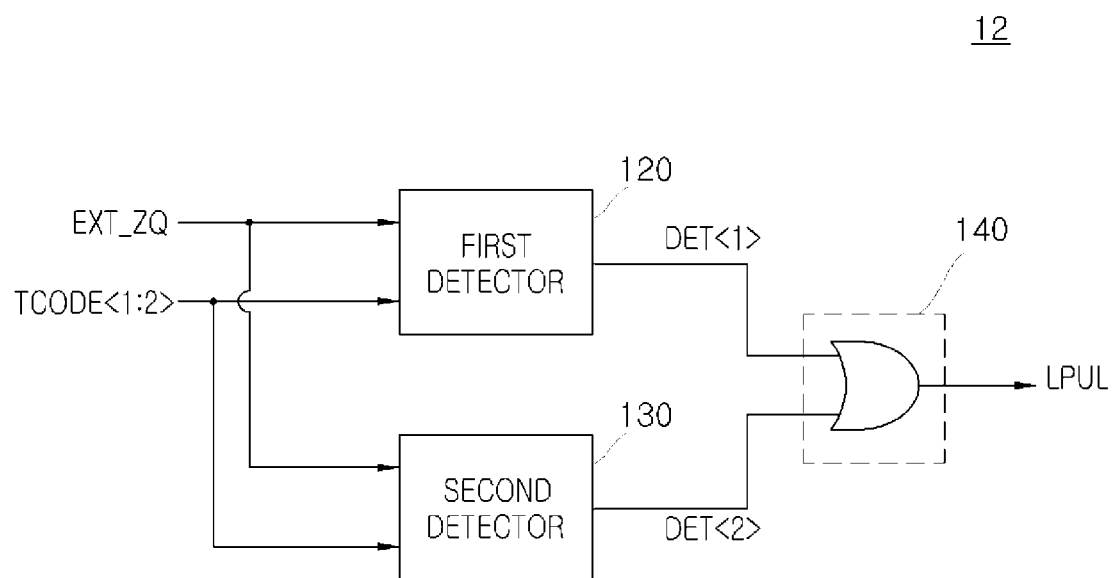 12
120
EXT_ZQ
FIRST
DETECTOR
DET<1>
140
TCODE<1:2>
LPUL
130
SECOND
DETECTOR
DET<2>